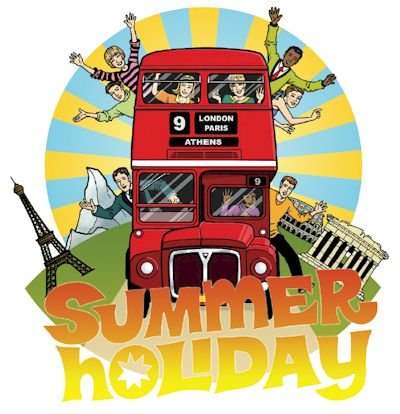 9
LONDON
PARIS
ATHENS
9
SUMMER
HOLIDAY